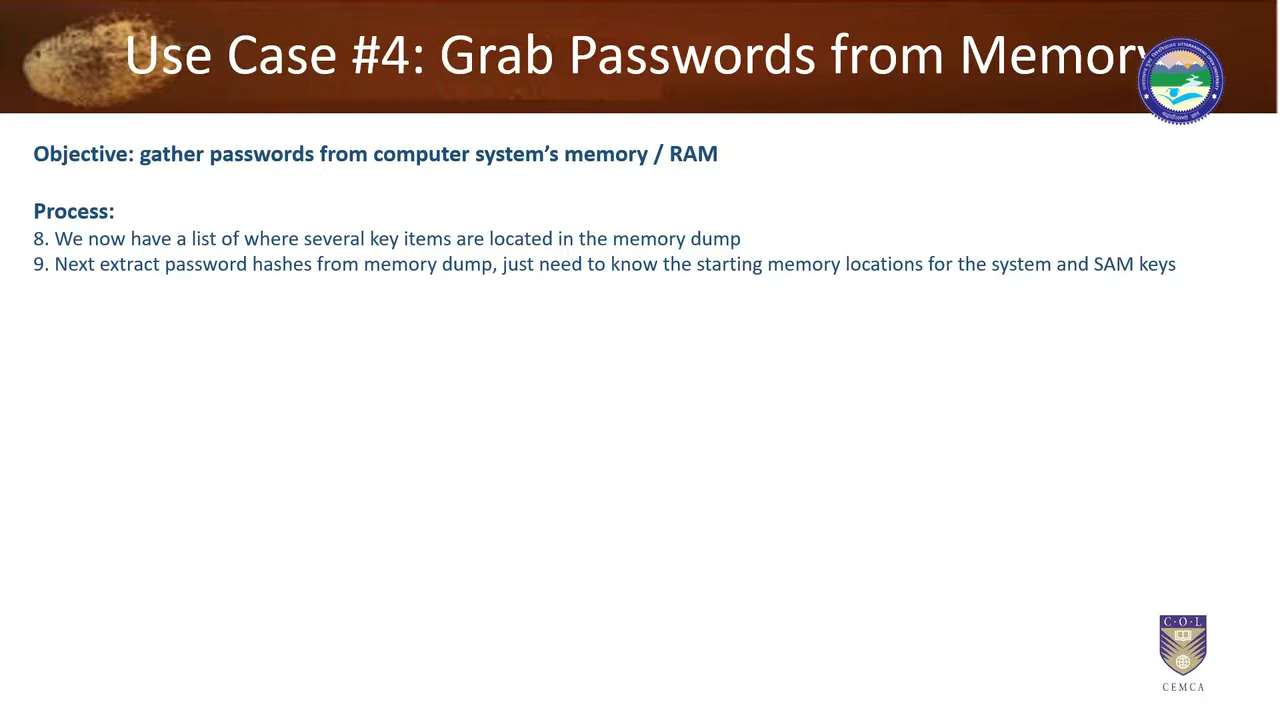 Use Case #4: Grab Passwords from Memory
Objective: gather passwords from computer system’s memory / RAM
Process:
8. We now have a list of where several key items are located in the memory dump
9. Next extract password hashes from memory dump, just need to know the starting memory locations for the system and SAM keys
C·O·L
CEMCA